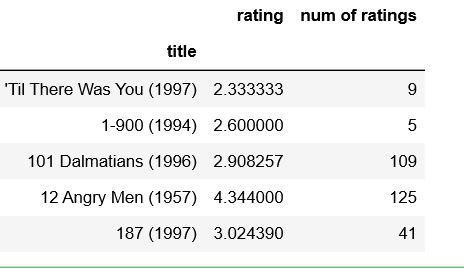 rating num of ratings
title
'Til There Was You (1997) 2.333333 9
1-900 (1994) 2.600000 5
101 Dalmatians (1996) 2.908257 109
12 Angry Men (1957) 4.344000 125
187 (1997) 3.024390 41